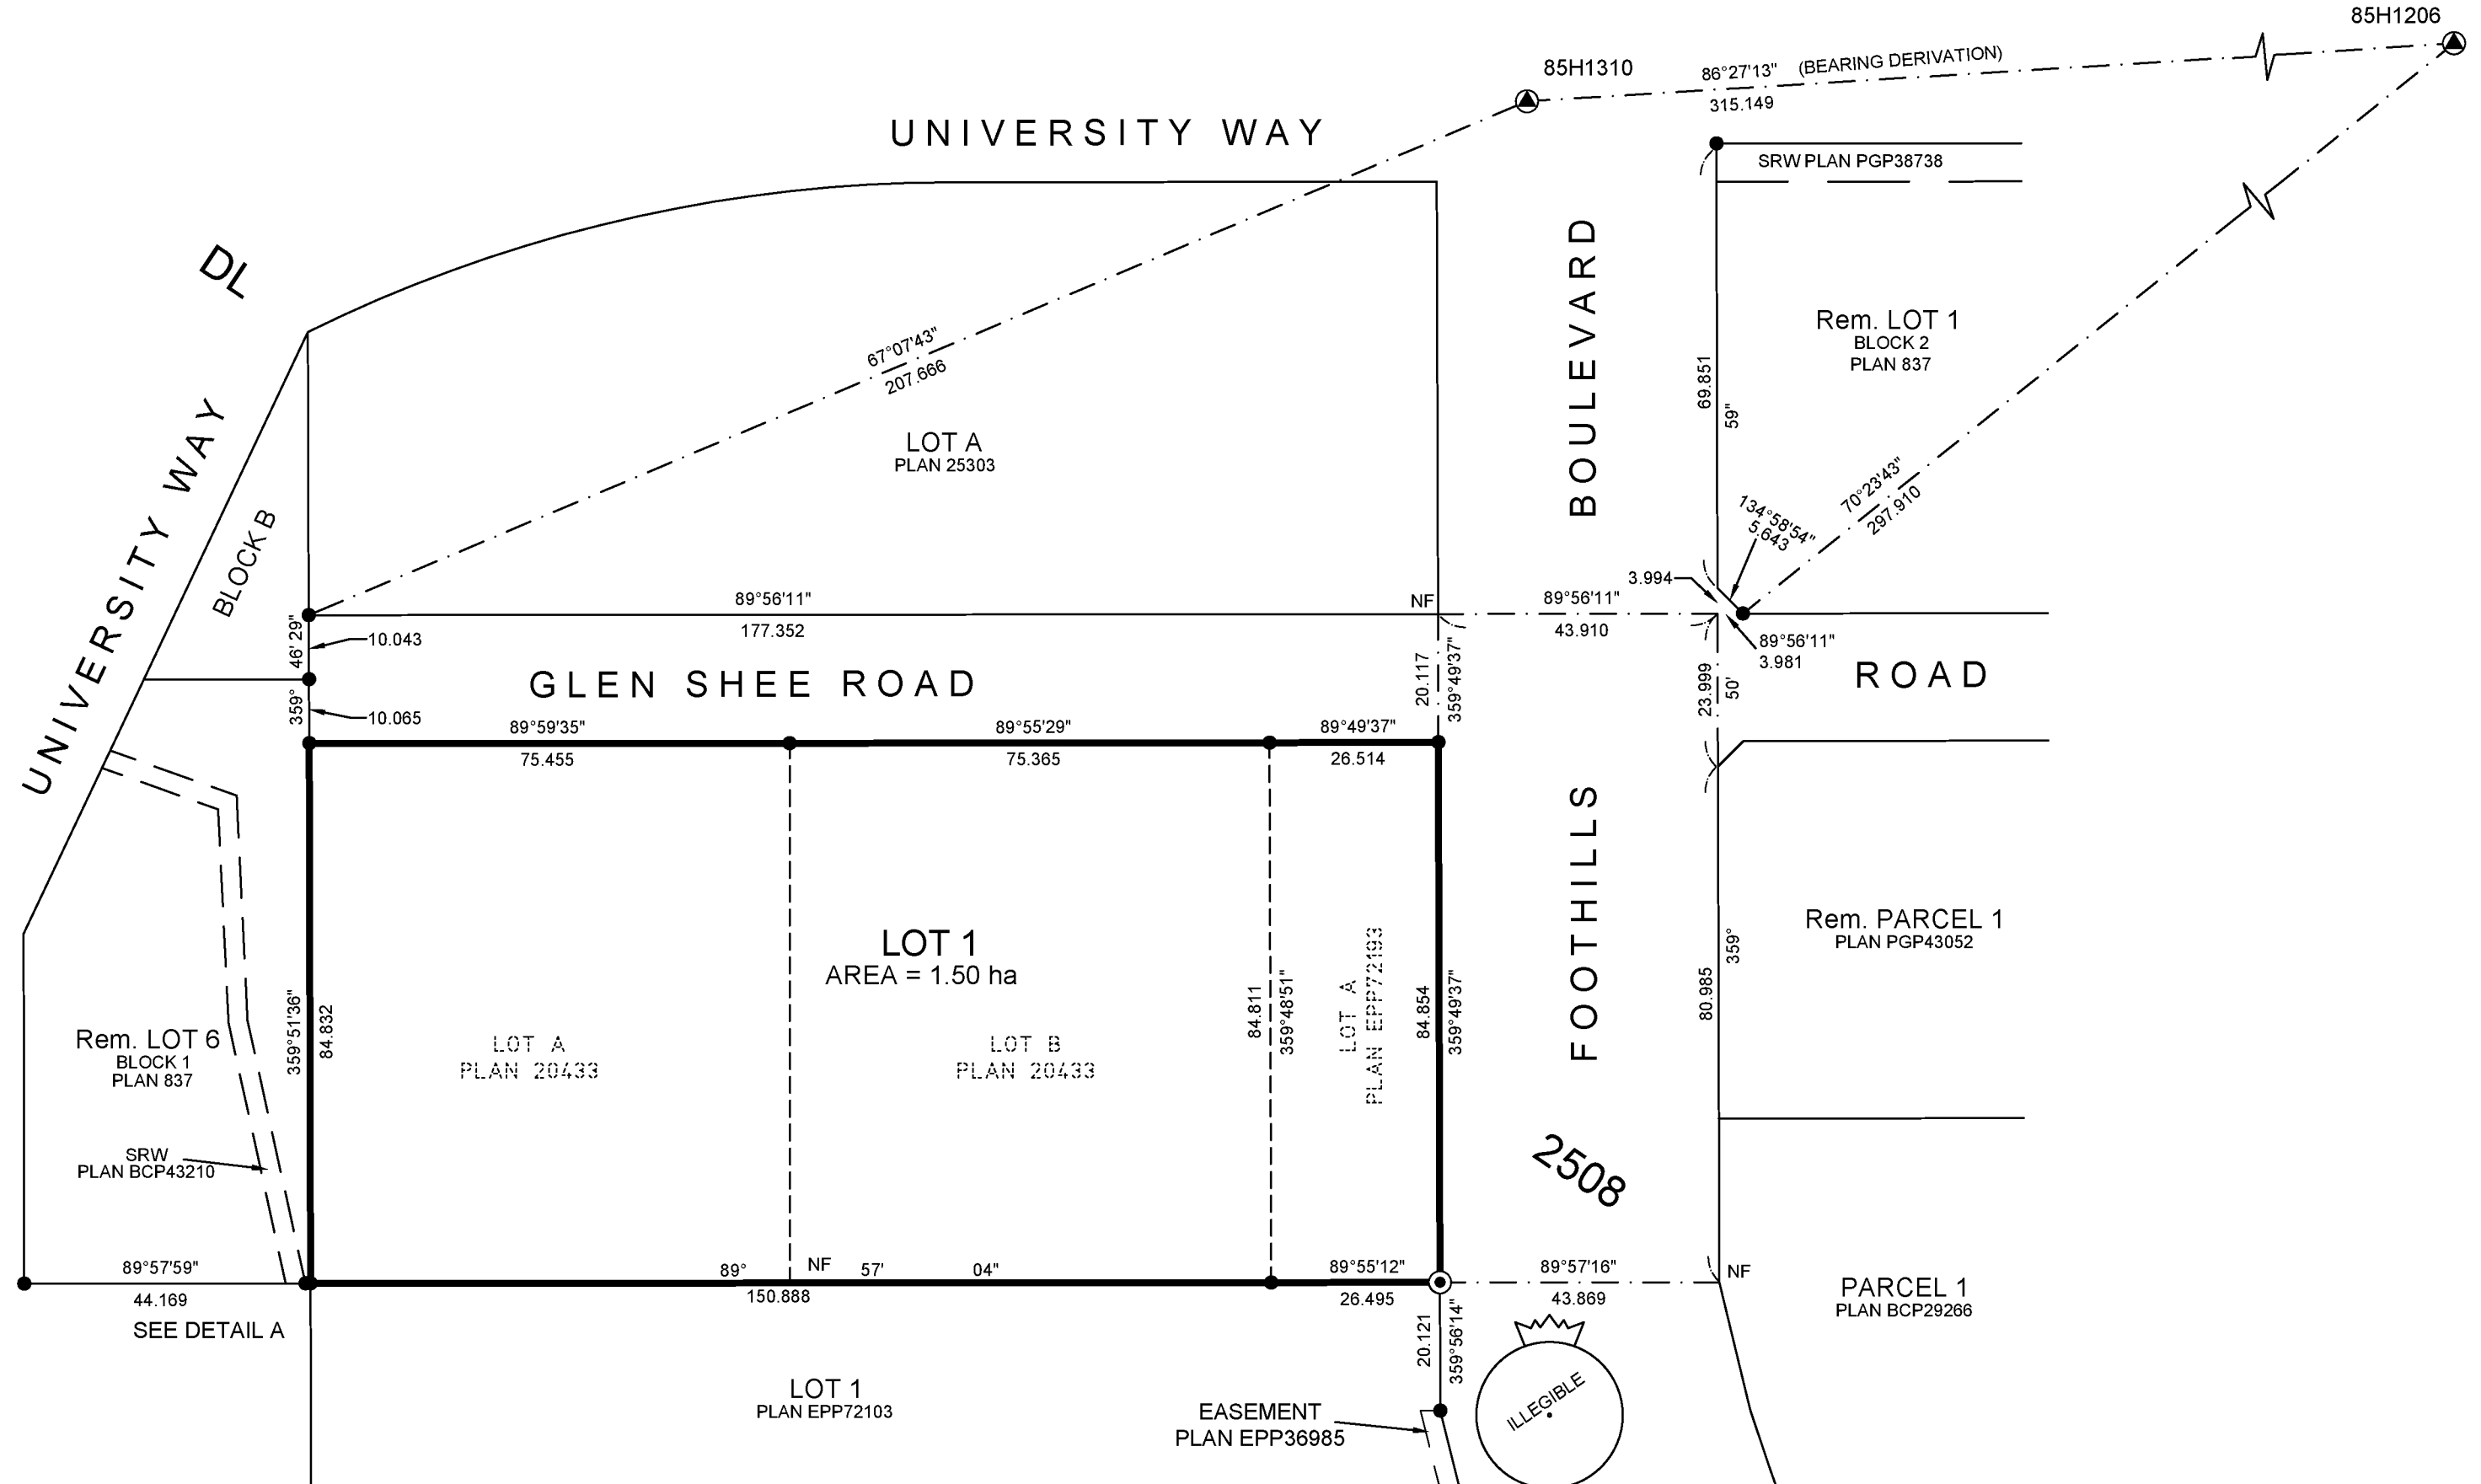 85H1206
85H1310
86°27'13" (BEARING DERIVATION)
315.149
UNIVERSITY WAY
SRW PLAN PGP38738
DL
BOULEVARD
Rem. LOT 1
BLOCK 2
PLAN 837
67°07'43"
207.666
69.851
59"
UNIVERSITY WAY
LOT A
PLAN 25303
BLOCK B
70°23'43"
297.910
134°58'54"
5.643
3.994
89°56'11"
177.352
NF
89°56'11"
43.910
89°56'11"
3.981
46' 29"
10.043
359°
10.065
GLEN SHEE ROAD
20.117
359°49'37"
23.999
50'
ROAD
89°59'35"
75.455
89°55'29"
75.365
89°49'37"
26.514
FOOTHILLS
LOT 1
AREA = 1.50 ha
Rem. PARCEL 1
PLAN PGP43052
359°
80.985
359°51'36"
84.832
84.811
359°48'51"
LOT A
84.854
359°49'37"
Rem. LOT 6
BLOCK 1
PLAN 837
LOT A
PLAN 20433
LOT B
PLAN 20433
SRW
PLAN BCP43210
2508
89°57'59"
44.169
SEE DETAIL A
89° 57' 04"
NF
150.888
89°55'12"
26.495
89°57'16"
43.869
NF
PARCEL 1
PLAN BCP29266
20.121
359°56'14"
LOT 1
PLAN EPP72103
EASEMENT
PLAN EPP36985
ILLEGIBLE